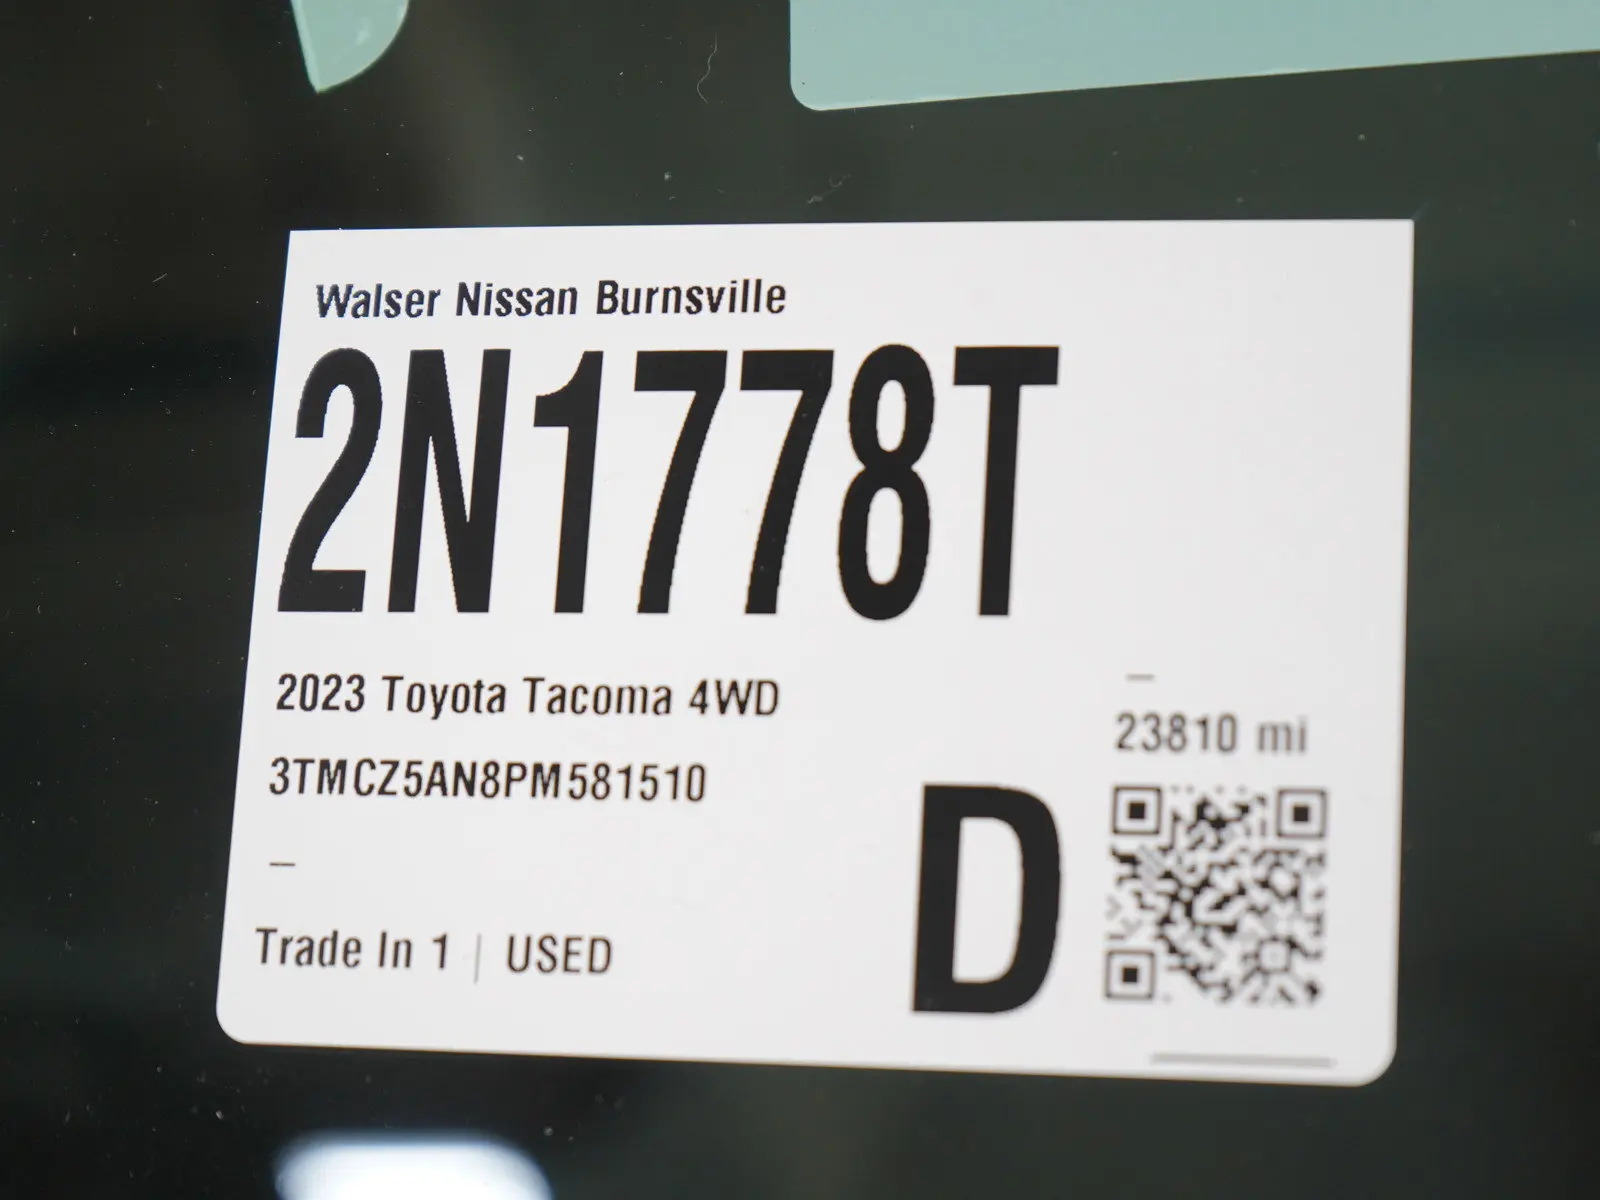 Walser Nissan Burnsville
2N1778T
2023 Toyota Tacoma 4WD
–
23810 mi
3TMCZ5AN8PM581510
–
D
Trade In 1 | USED